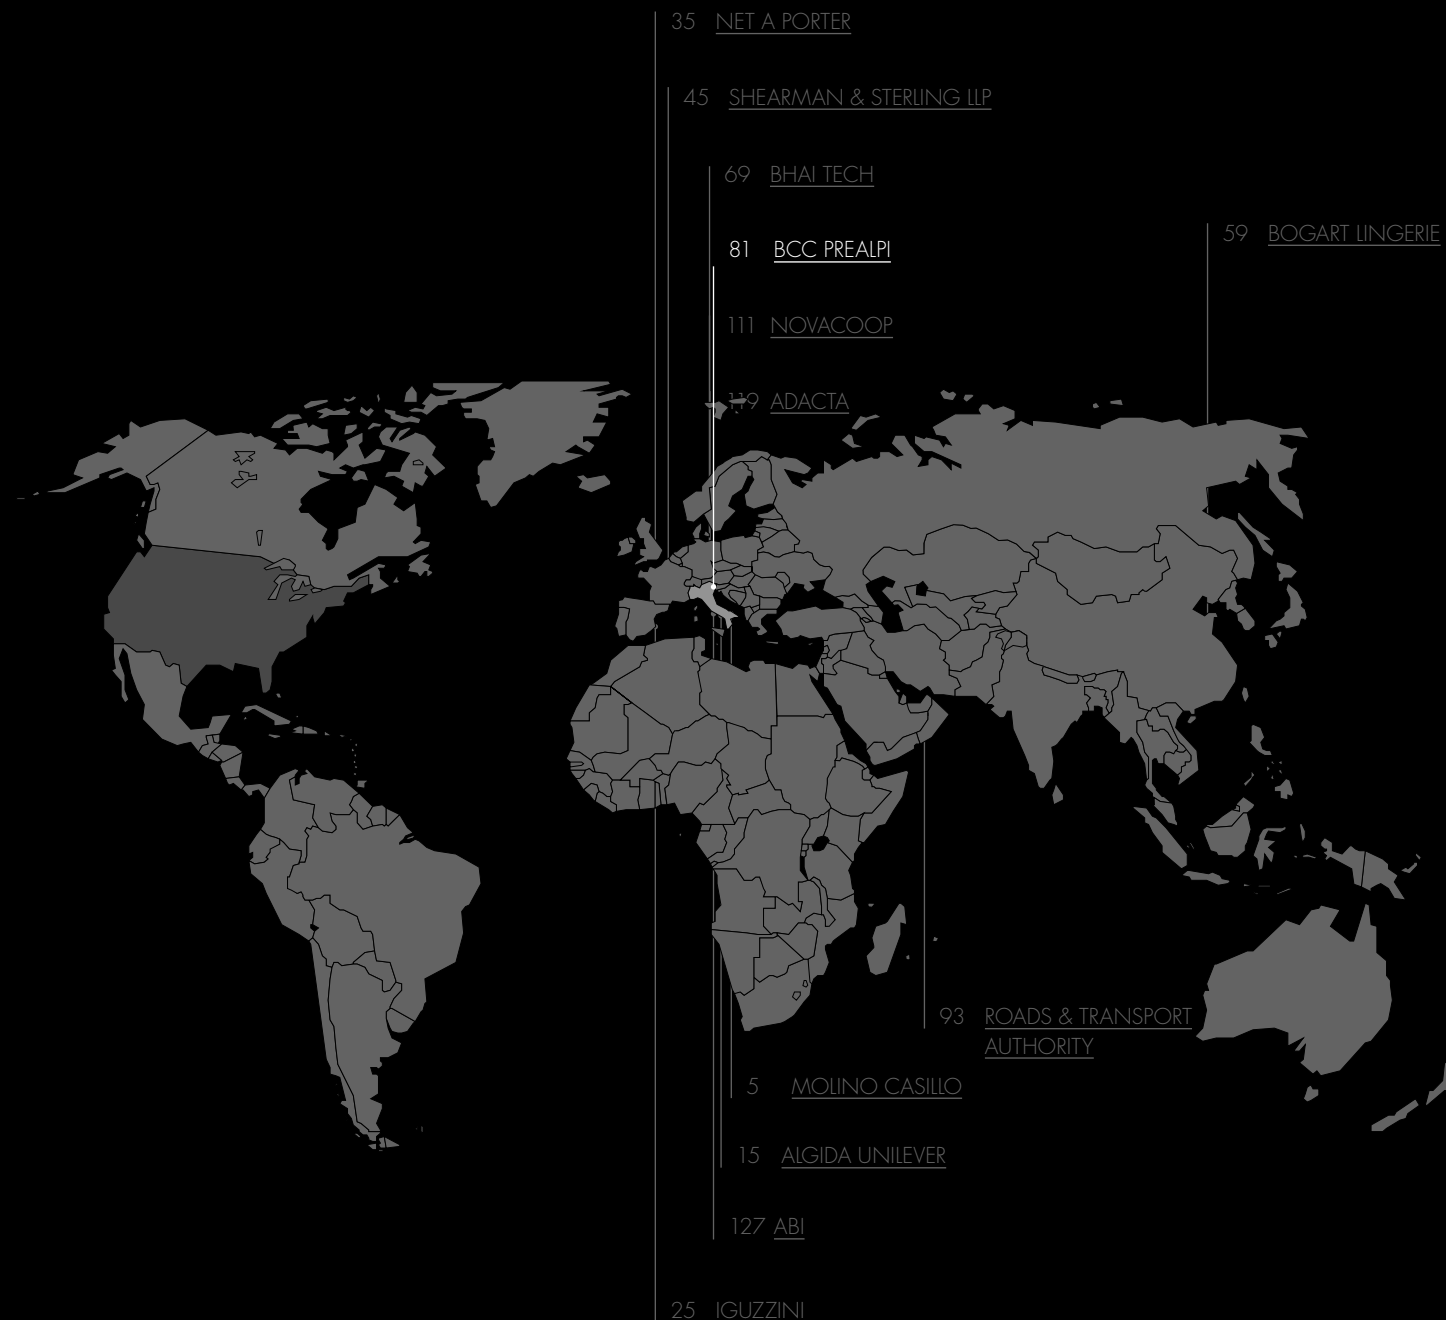 35 NET A PORTER
45 SHEARMAN & STERLING LLP
69 BHAI TECH
59 BOGART LINGERIE
81 BCC PREALPI
111 NOVACOOP
119 ADACTA
93 ROADS & TRANSPORT
AUTHORITY
5 MOLINO CASILLO
15 ALGIDA UNILEVER
127 ABI
25 IGUZZINI